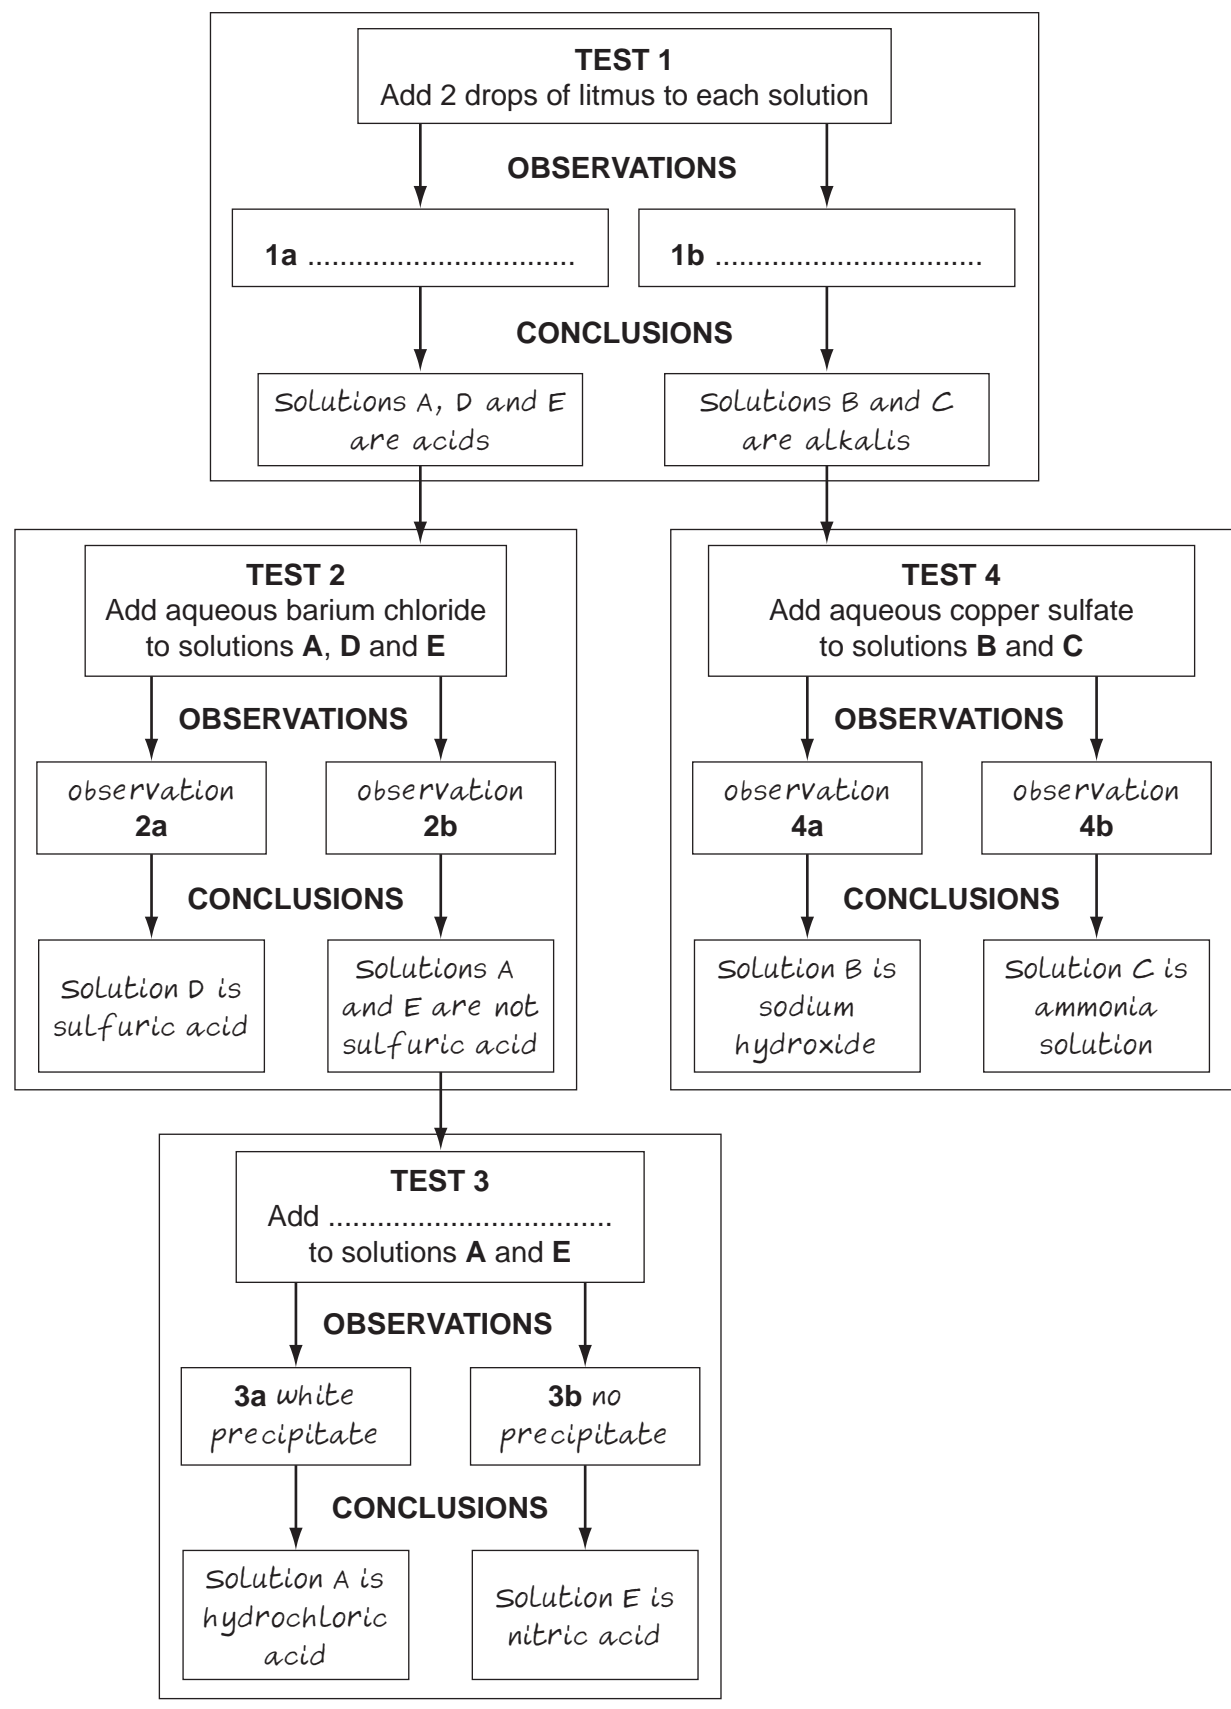 TEST 1
Add 2 drops of litmus to each solution
OBSERVATIONS
1a .................................
1b .................................
CONCLUSIONS
Solutions A, D and E
are acids
Solutions B and C
are alkalis
TEST 2
Add aqueous barium chloride
to solutions A, D and E
OBSERVATIONS
observation
2a
observation
2b
CONCLUSIONS
Solution D is
sulfuric acid
Solutions A
and E are not
sulfuric acid
TEST 4
Add aqueous copper sulfate
to solutions B and C
OBSERVATIONS
observation
4a
observation
4b
CONCLUSIONS
Solution B is
sodium
hydroxide
Solution C is
ammonia
solution
TEST 3
Add ...................................
to solutions A and E
OBSERVATIONS
3a white
precipitate
3b no
precipitate
CONCLUSIONS
Solution A is
hydrochloric
acid
Solution E is
nitric acid